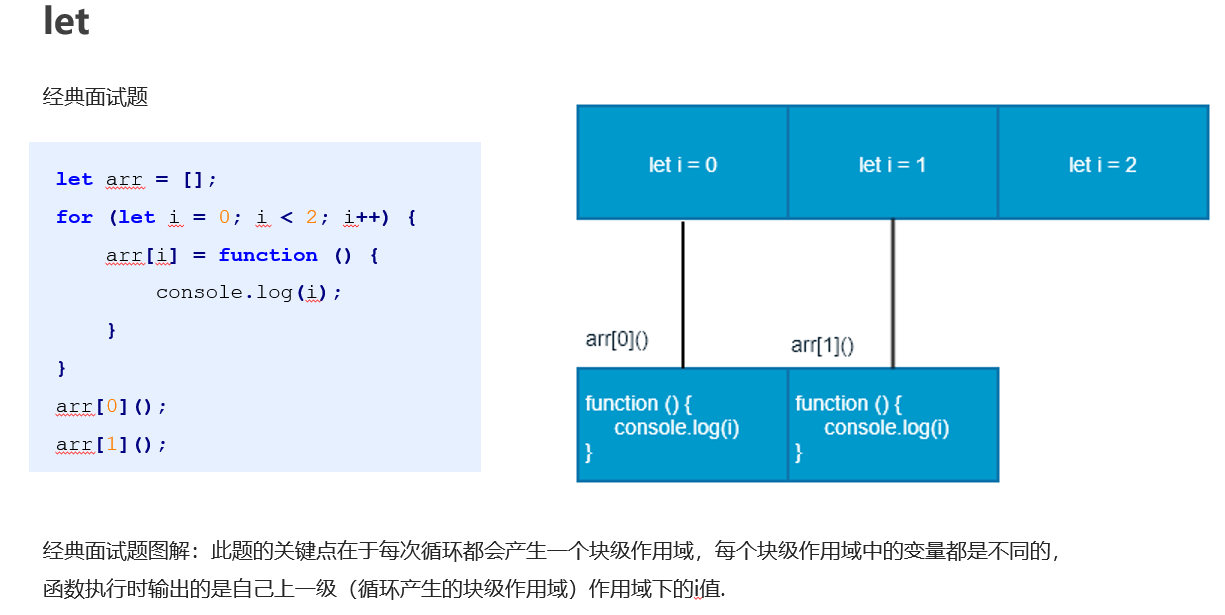 let
经典面试题
let arr = [];
for (let i = 0; i < 2; i++) {
arr[i] = function () {
console.log(i);
}
}
arr[0]();
arr[1]();
let i = 0
let i = 1
let i = 2
arr[0]()
arr[1]()
function () {
console.log(i)
}
function () {
console.log(i)
}
经典面试题图解：此题的关键点在于每次循环都会产生一个块级作用域，每个块级作用域中的变量都是不同的，
函数执行时输出的是自己上一级（循环产生的块级作用域）作用域下的i值.